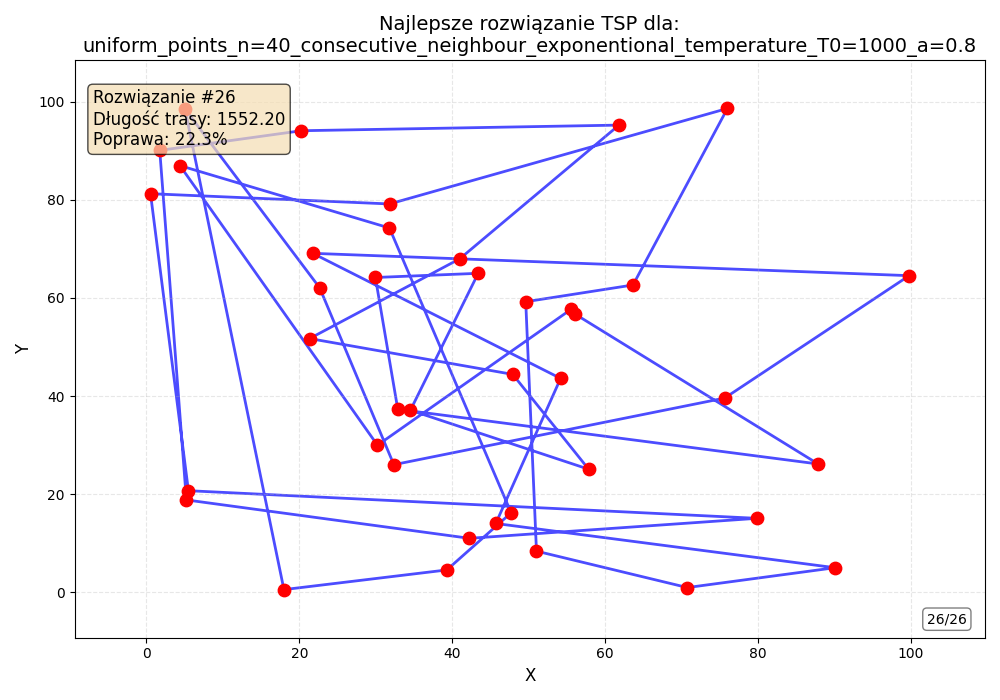 Najlepsze rozwiązanie TSP dla:
uniform_points_n=40_consecutive_neighbour_exponentional_temperature_T0=1000_a=0.8
Rozwiązanie #26
Długość trasy: 1552.20
Poprawa: 22.3%
100
80
60
40
20
0
Y
26/26
0 20 40 60 80 100
X